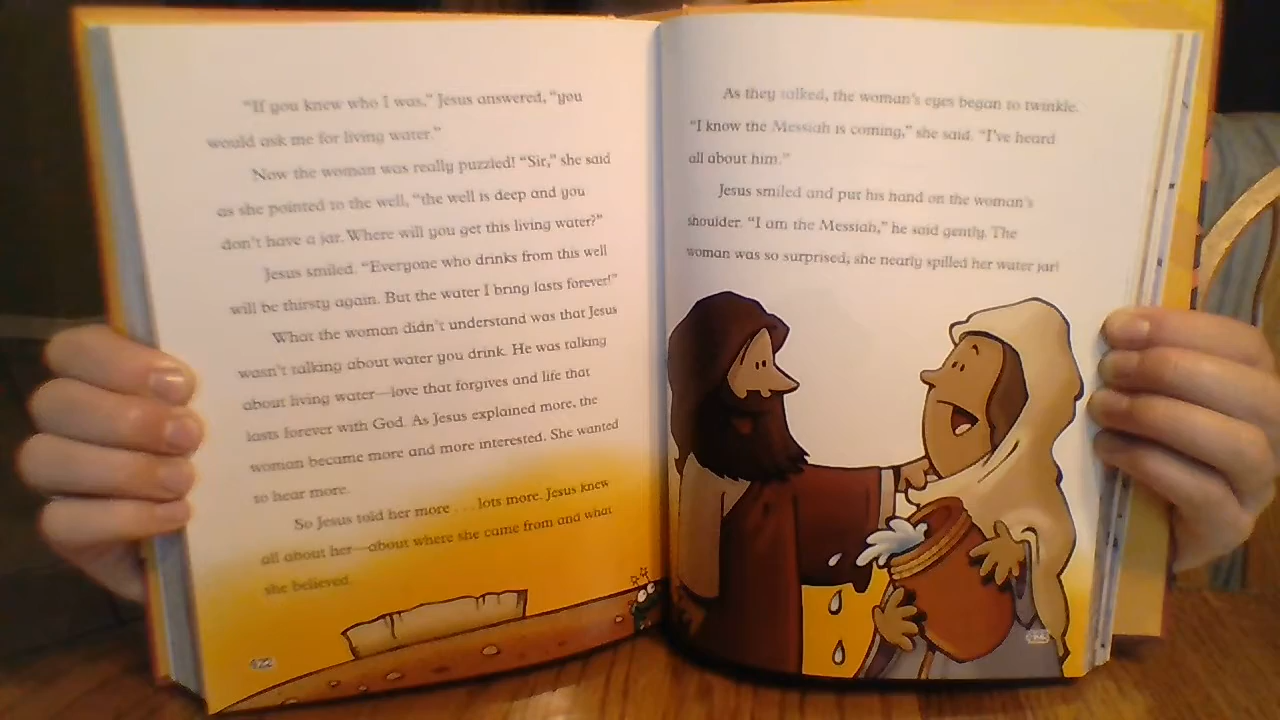 "If you knew who I was," Jesus answered, "you
would ask me for living water."
Now the woman was really puzzled! "Sir," she said
as she pointed to the well, "the well is deep and you
don't have a jar. Where will you get this living water?"
Jesus smiled. "Everyone who drinks from this well
will be thirsty again. But the water I bring lasts forever!"
What the woman didn't understand was that Jesus
wasn't talking about water you drink. He was talking
about living water—love that forgives and life that
lasts forever with God. As Jesus explained more, the
woman became more and more interested. She wanted
to hear more.
So Jesus told her more . . . lots more. Jesus knew
all about her—about where she came from and what
she believed.
As they talked, the woman's eyes began to twinkle.
"I know the Messiah is coming," she said. "I've heard
all about him."
Jesus smiled and put his hand on the woman's
shoulder. "I am the Messiah," he said gently. The
woman was so surprised, she nearly spilled her water jar!